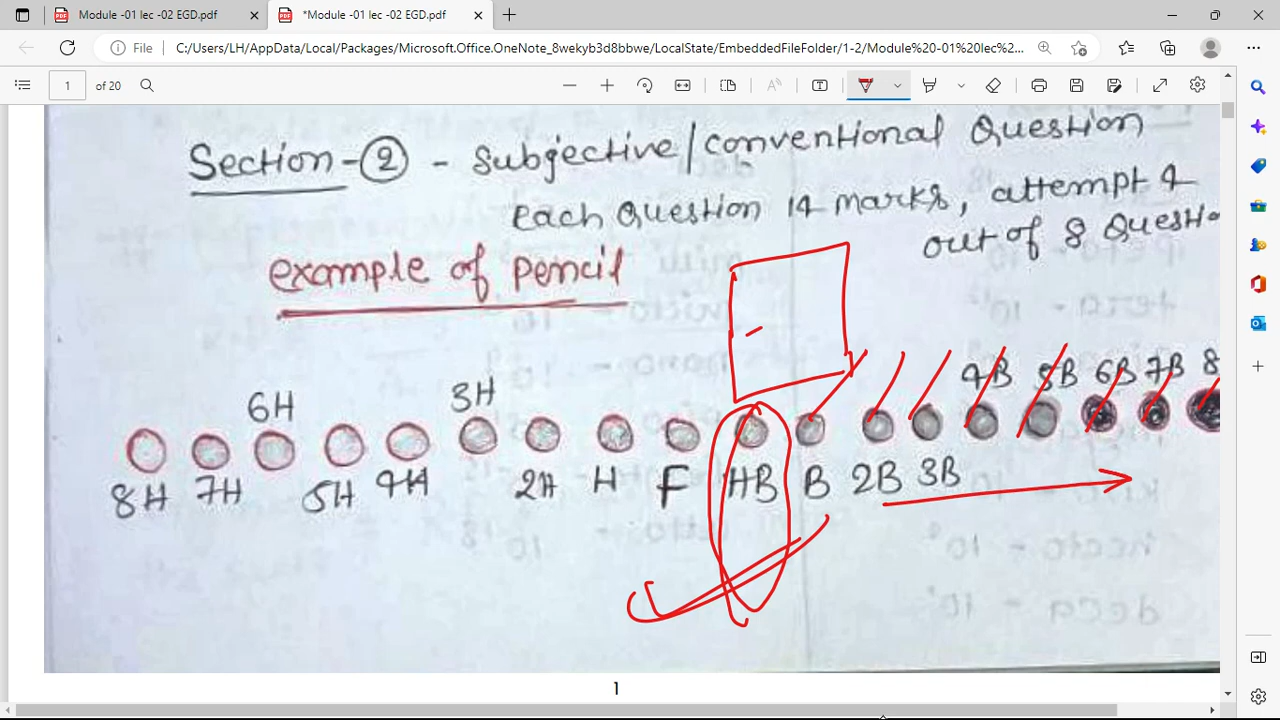 Module -01 lec -02 EGD.pdf
*Module -01 lec -02 EGD.pdf
File
C:/Users/LH/AppData/Local/Packages/Microsoft.Office.OneNote_8wekyb3d8bbwe/LocalState/EmbeddedFileFolder/1-2/Module%20-01%20lec%2...
1 of 20
Section-② - Subjective/conventional Question
each Question 14 marks, attempt 4
out of 8 Questio
example of pencil
8H 7H 6H 5H 4H 3H 2H H F HB B 2B 3B 4B 5B 6B 7B 8
1